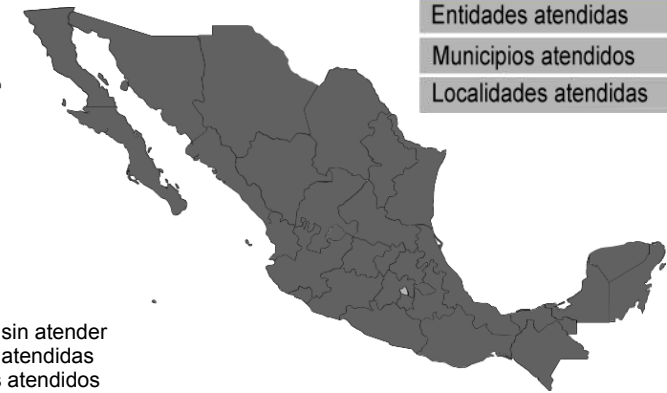 Entidades atendidas
Municipios atendidos
Localidades atendidas
sin atender
atendidas
atendidos